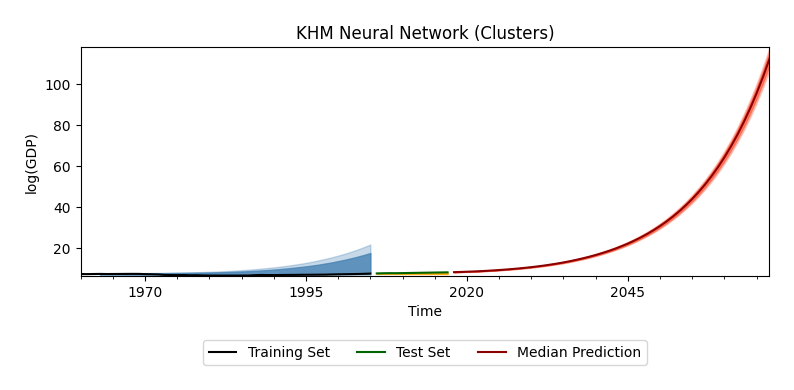 KHM Neural Network (Clusters)
log(GDP)
100
80
60
40
20
1970 1995 2020 2045
Time
Training Set Test Set Median Prediction